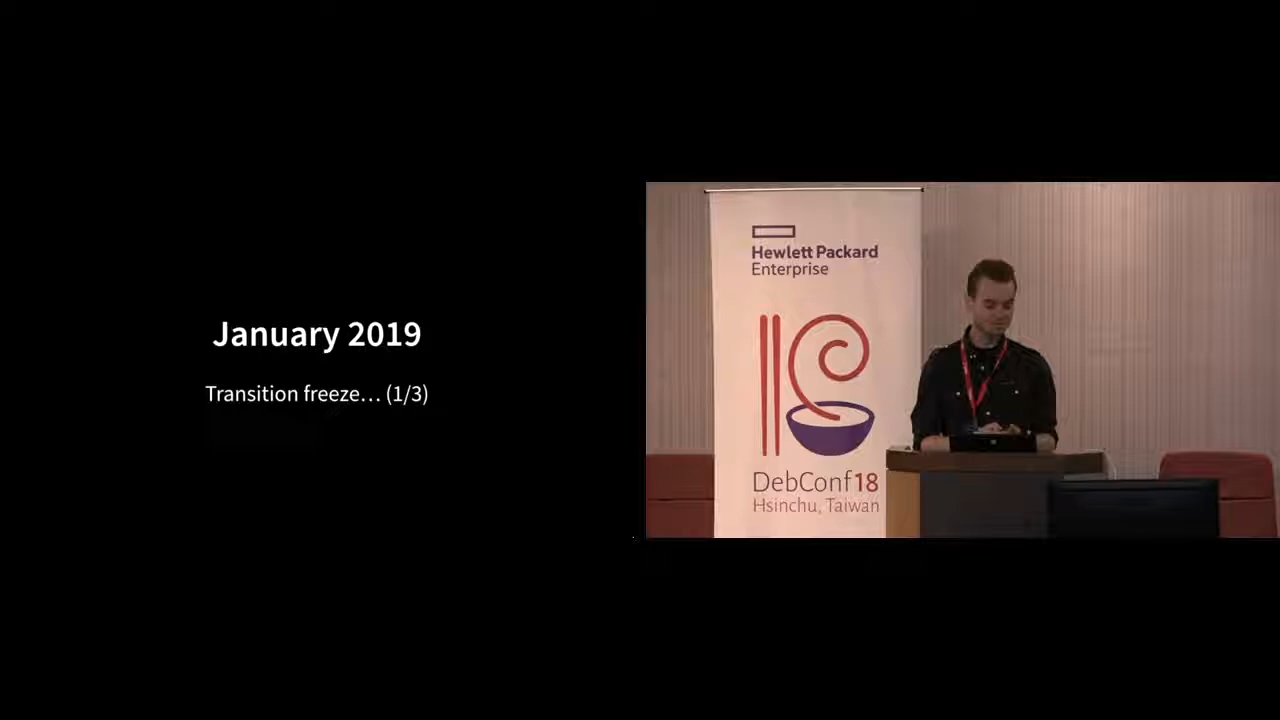 January 2019
Transition freeze... (1/3)
Hewlett Packard
Enterprise
DebConf18
Hsinchu, Taiwan